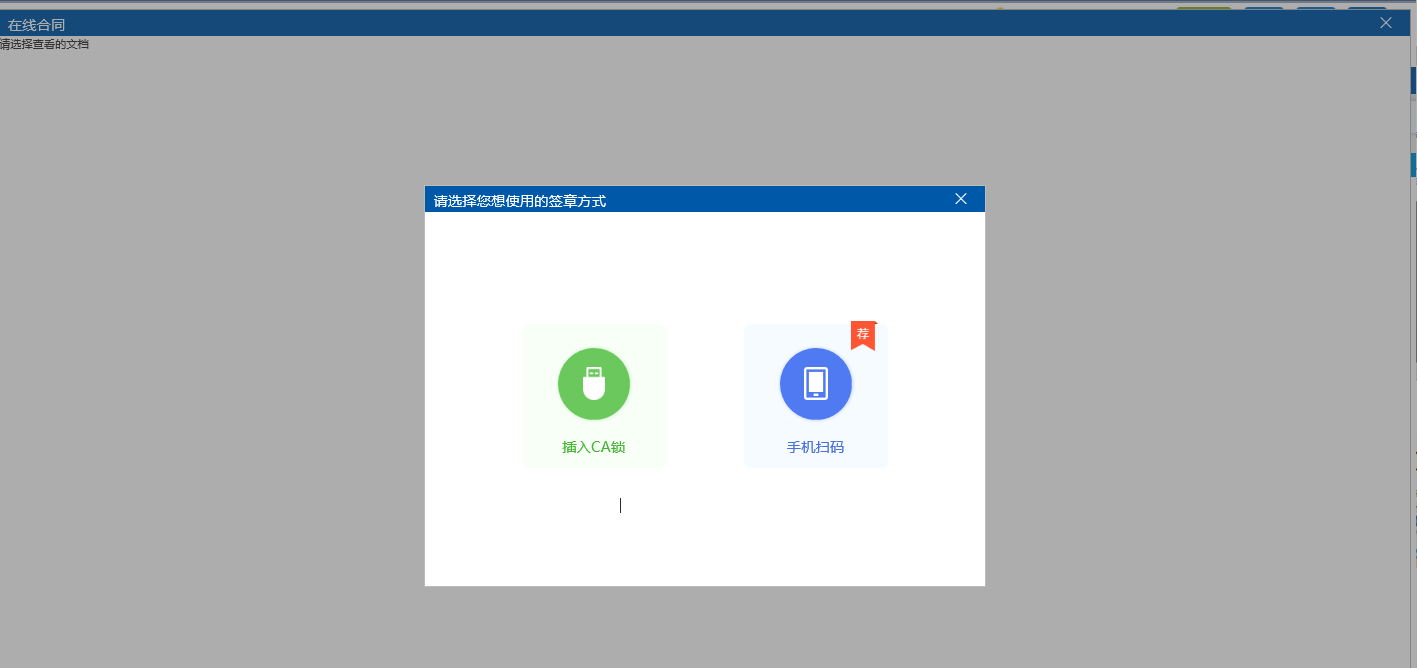 在线合同
请选择查看的文档
请选择您想使用的签章方式
荐
插入CA锁
手机扫码